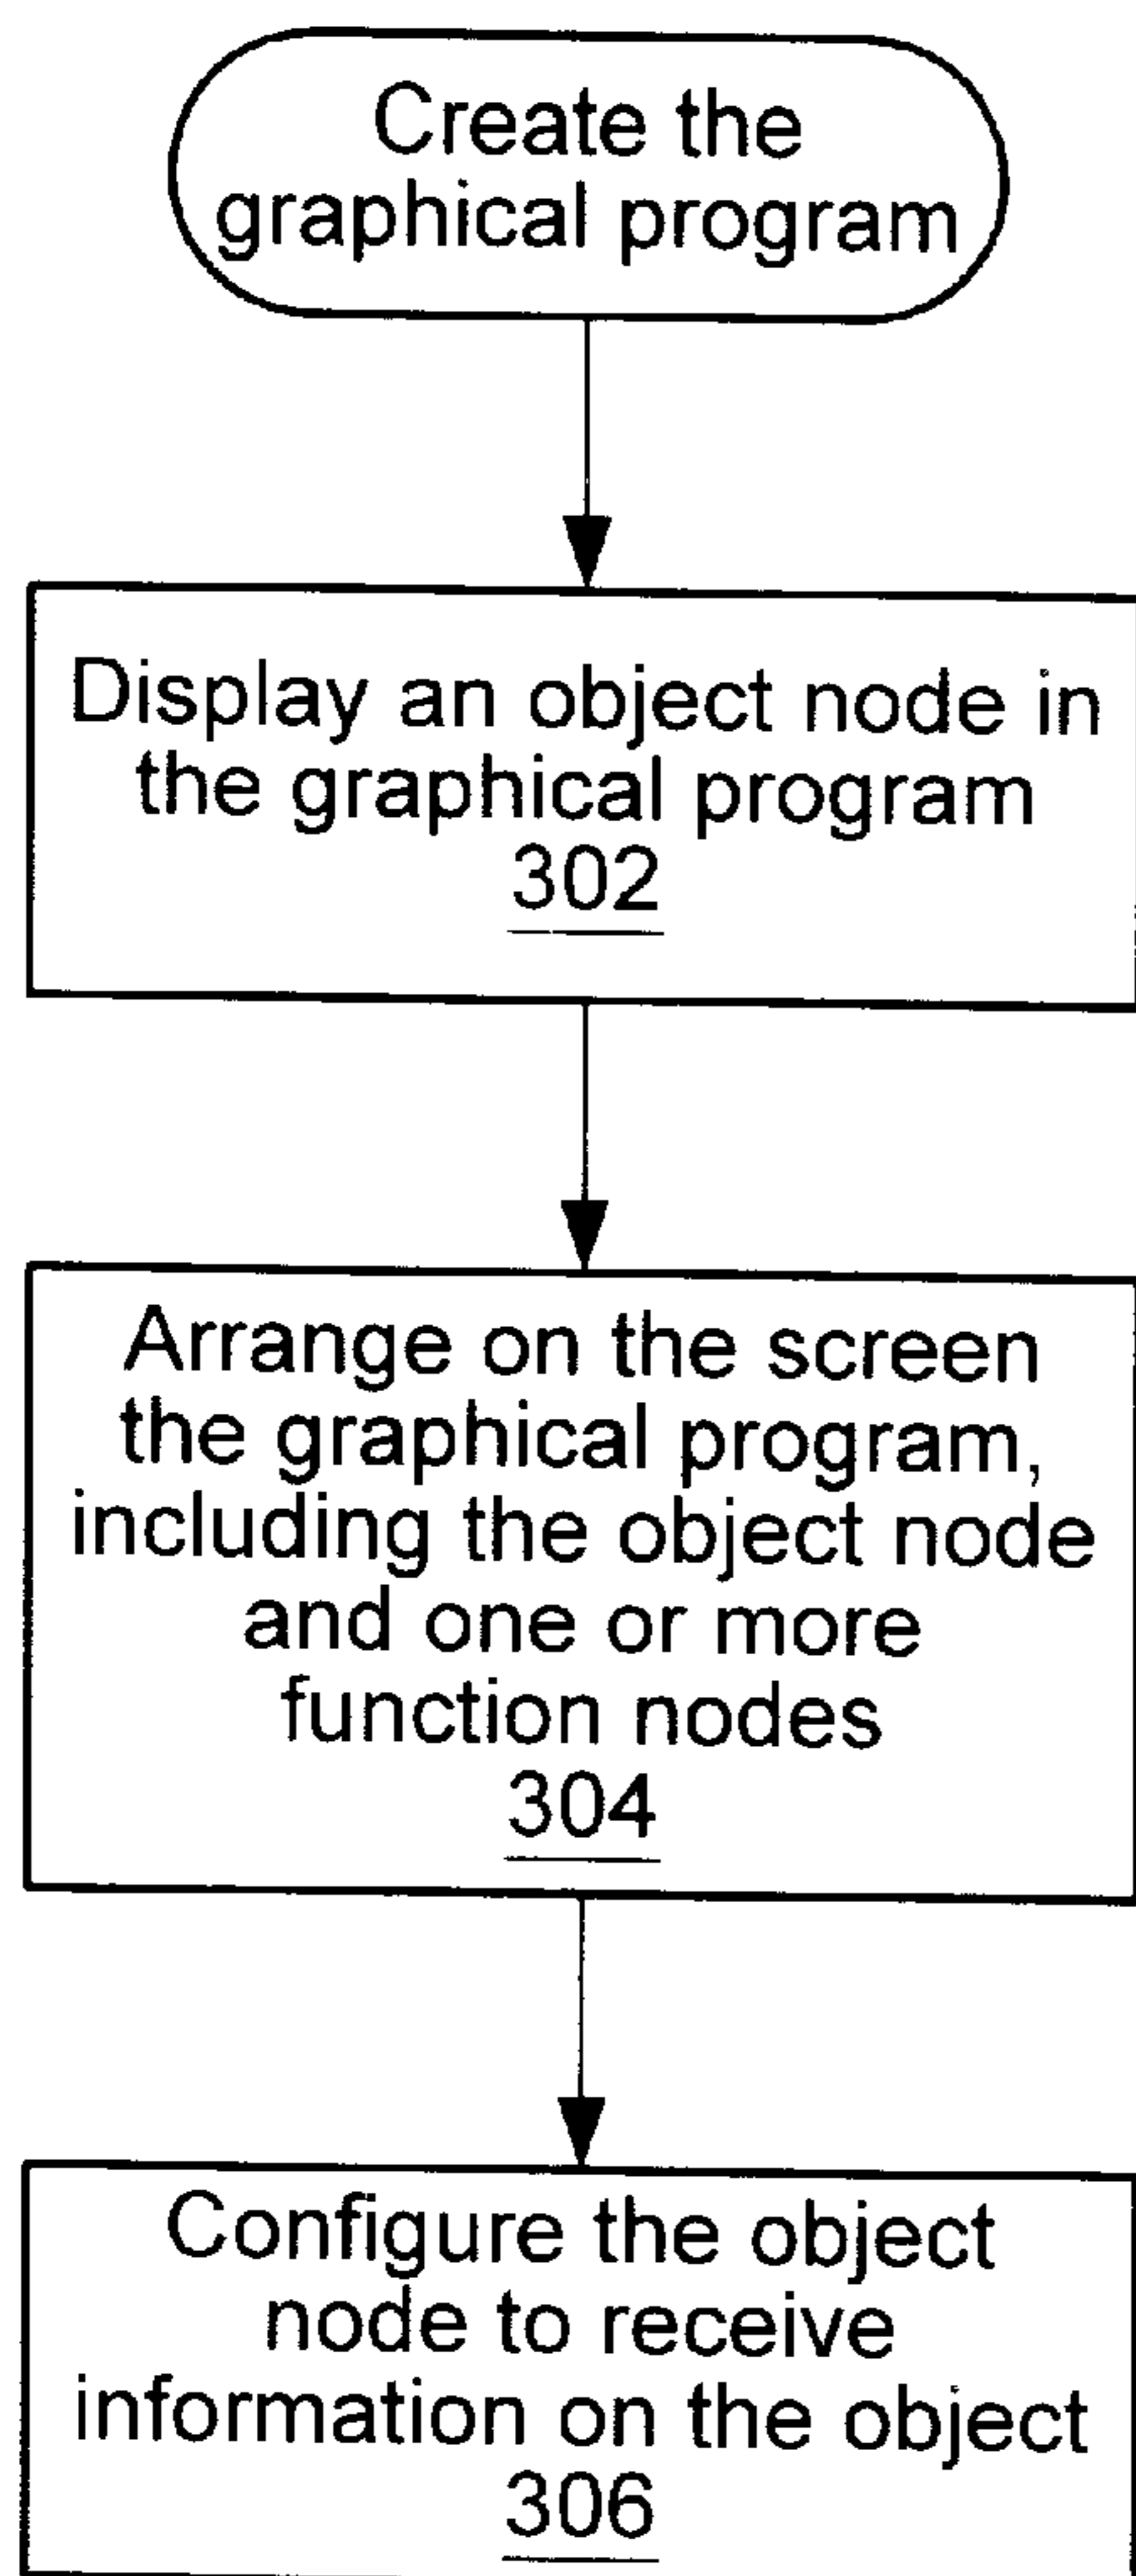 Create the
graphical program
Display an object node in
the graphical program
302
Arrange on the screen
the graphical program,
including the object node
and one or more
function nodes
304
Configure the object
node to receive
information on the object
306